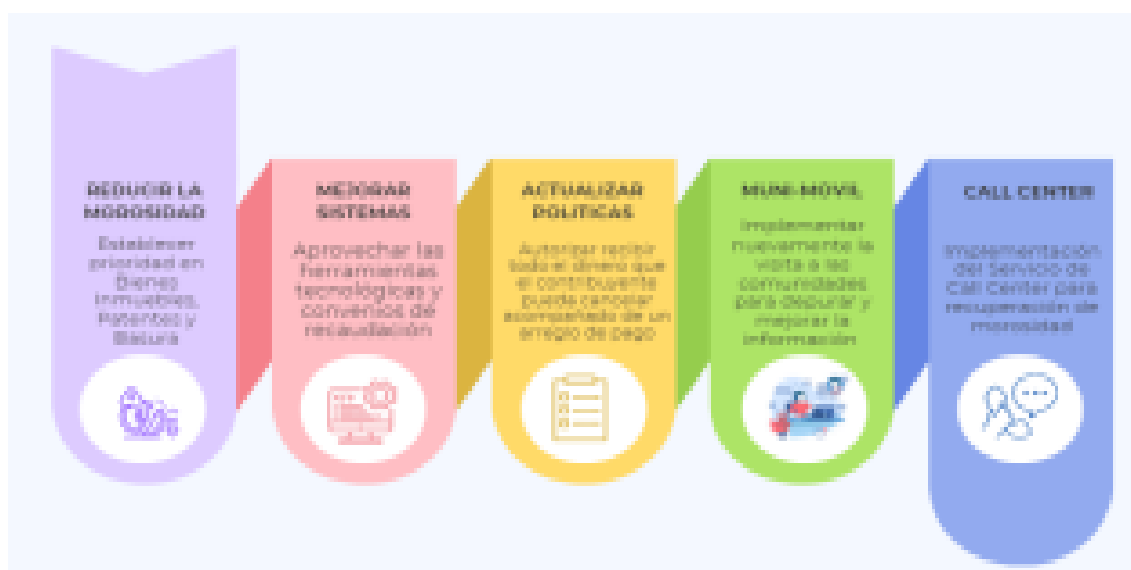 REDUCIR LA
MOROSIDAD
Establecer
prioridad en
Bienes
Inmuebles,
Patentes y
Basura
MEJORAR
SISTEMAS
Aprovechar las
herramientas
tecnológicas y
convenios de
recaudación
ACTUALIZAR
POLITICAS
Autorizar recibir
todo el dinero que
el contribuyente
pueda cancelar
acompañado de un
arreglo de pago
MUNI-MÓVIL
Implementar
nuevamente la
visita a las
comunidades
para depurar y
mejorar la
información
CALL CENTER
Implementación
del Servicio de
Call Center para
recuperación de
morosidad